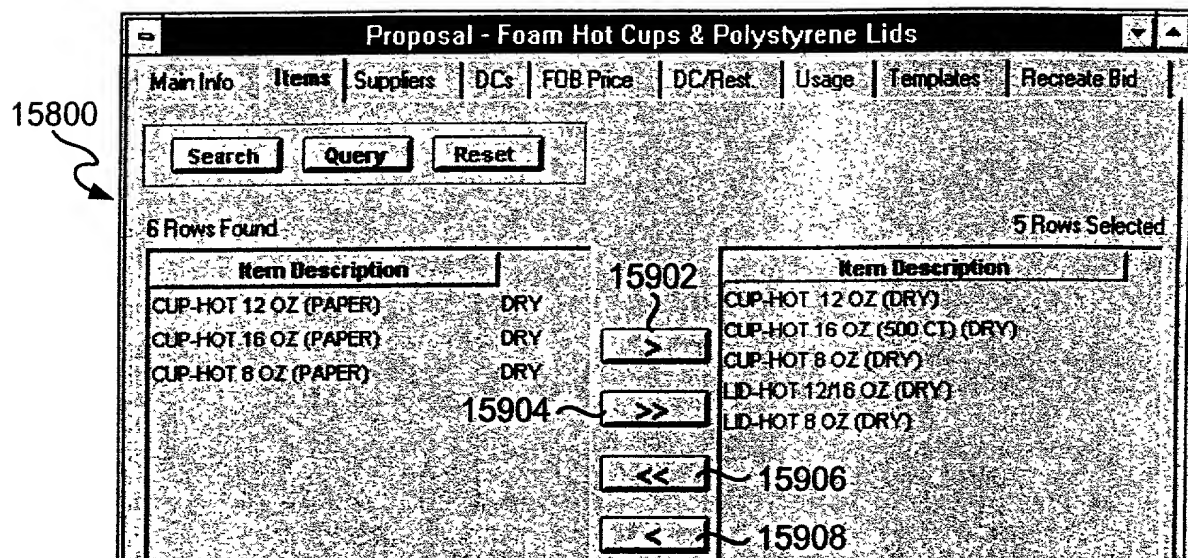 Proposal - Foam Hot Cups & Polystyrene Lids
Main Info Items Suppliers DCs FOB Price DC/Rest. Usage Templates Recreate Bid
15800
Search Query Reset
6 Rows Found 5 Rows Selected
Item Description Item Description
15902
CUP-HOT 12 OZ (PAPER) DRY CUP-HOT 12 OZ (DRY)
CUP-HOT 16 OZ (PAPER) DRY > CUP-HOT 16 OZ (500 CT) (DRY)
CUP-HOT 8 OZ (PAPER) DRY CUP-HOT 8 OZ (DRY)
LID-HOT 12/16 OZ (DRY)
15904 >> LID-HOT 8 OZ (DRY)
<< 15906
< 15908